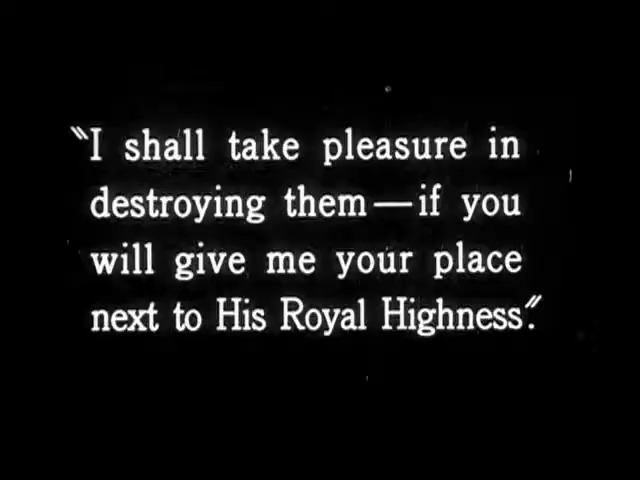 "I shall take pleasure in
destroying them — if you
will give me your place
next to His Royal Highness."